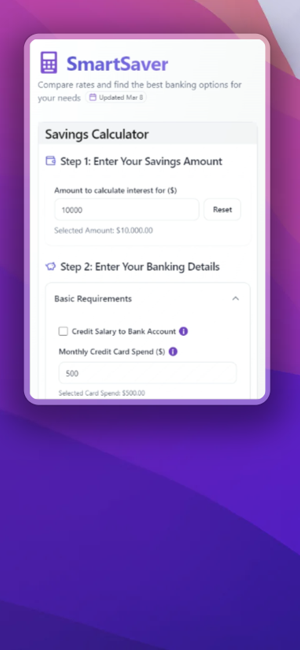 SmartSaver
Compare rates and find the best banking options for
your needs Updated Mar 8
Savings Calculator
Step 1: Enter Your Savings Amount
Amount to calculate interest for ($)
10000
Reset
Selected Amount: $10,000.00
Step 2: Enter Your Banking Details
Basic Requirements
Credit Salary to Bank Account
Monthly Credit Card Spend ($)
500
Selected Card Spend: $500.00